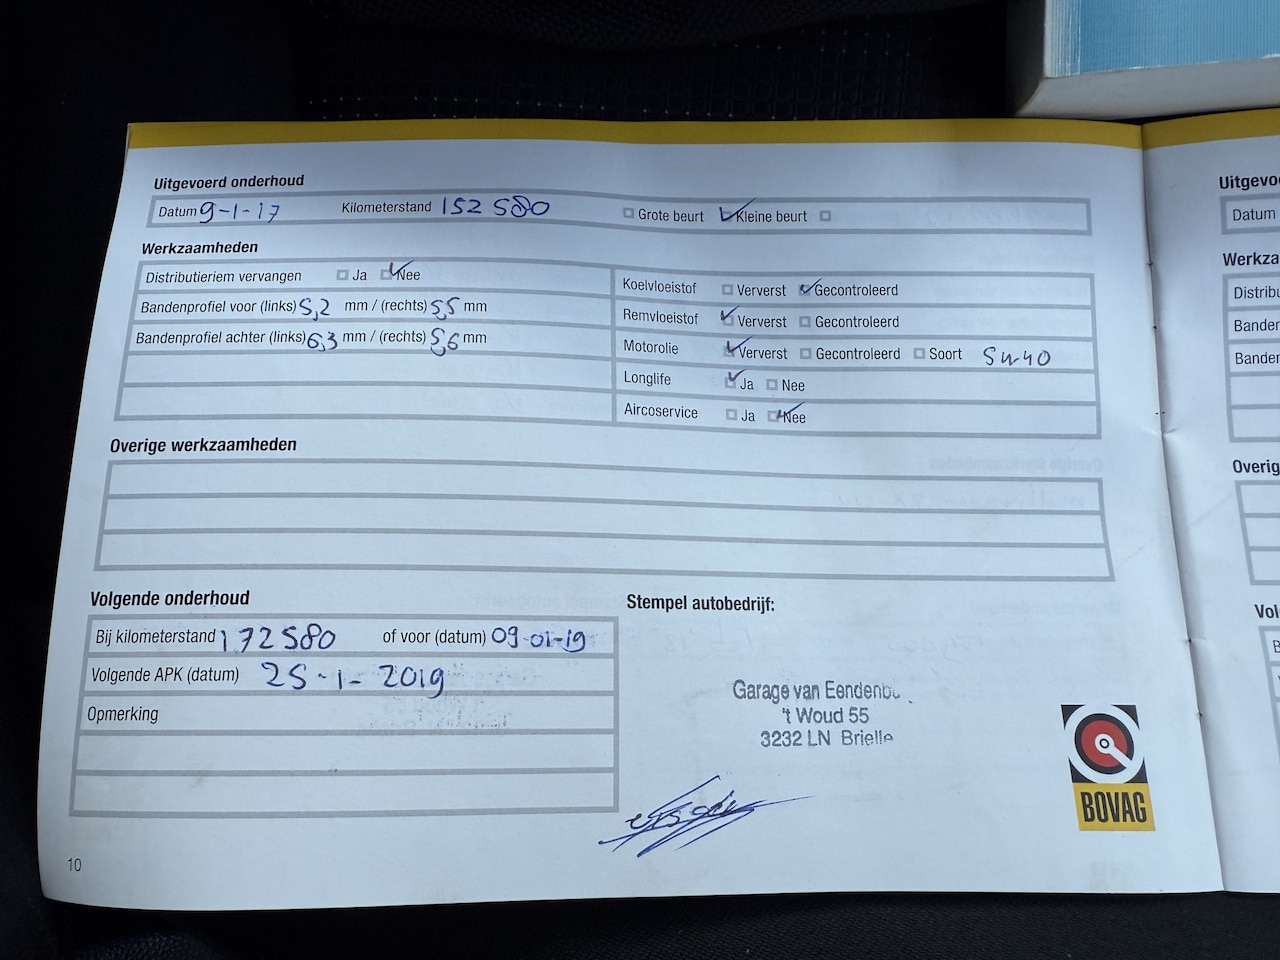 Uitgevoerd onderhoud
Datum 9-1-17 Kilometerstand 152 580 Grote beurt Kleine beurt
Werkzaamheden
Distributieriem vervangen Ja Nee
Bandenprofiel voor (links) 5,2 mm / (rechts) 5,5 mm
Bandenprofiel achter (links) 6,3 mm / (rechts) 5,6 mm
Koelvloeistof Ververst Gecontroleerd
Remvloeistof Ververst Gecontroleerd
Motorolie Ververst Gecontroleerd Soort 5w40
Longlife Ja Nee
Aircoservice Ja Nee
Overige werkzaamheden
Volgende onderhoud
Bij kilometerstand 172580 of voor (datum) 09-01-19
Volgende APK (datum) 25-1-2019
Opmerking
Stempel autobedrijf:
Garage van Eendenbu
't Woud 55
3232 LN Brielle
BOVAG
10
Uitgevo
Datum
Werkza
Distribu
Bander
Bander
Overig
Vol